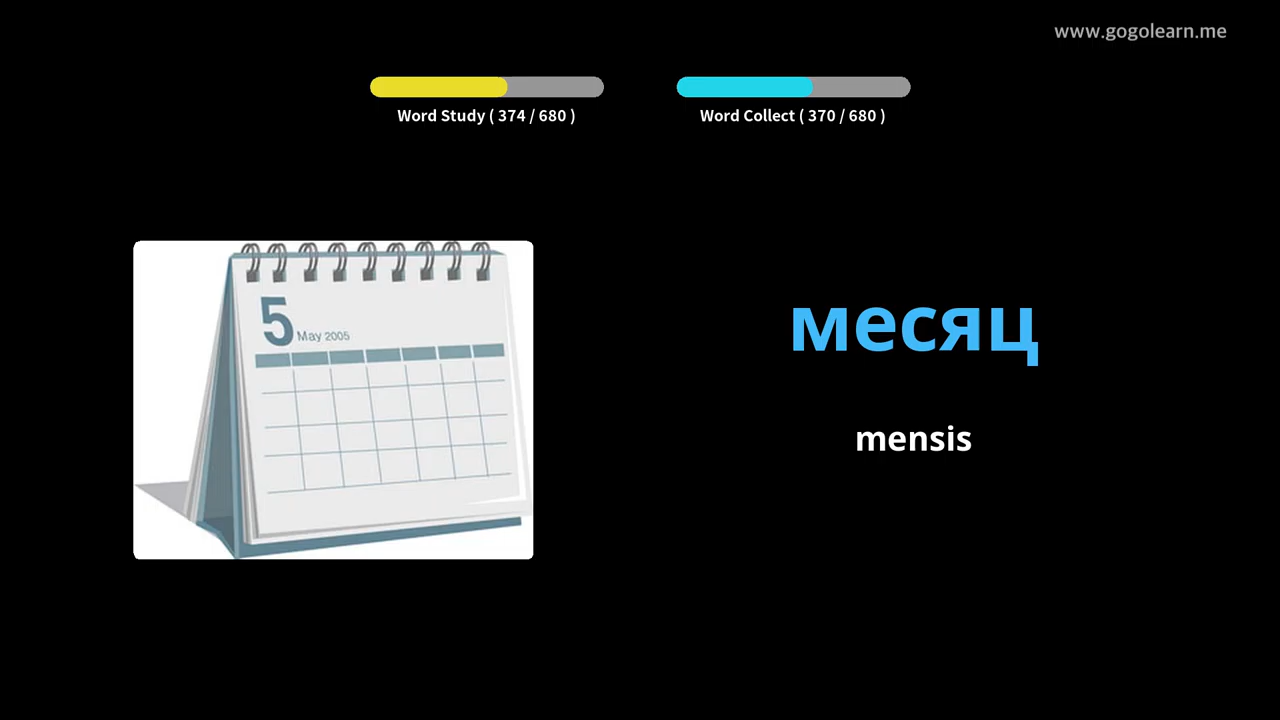 www.gogolearn.me
Word Study ( 374 / 680 )
Word Collect ( 370 / 680 )
5 May 2005
месяц
mensis